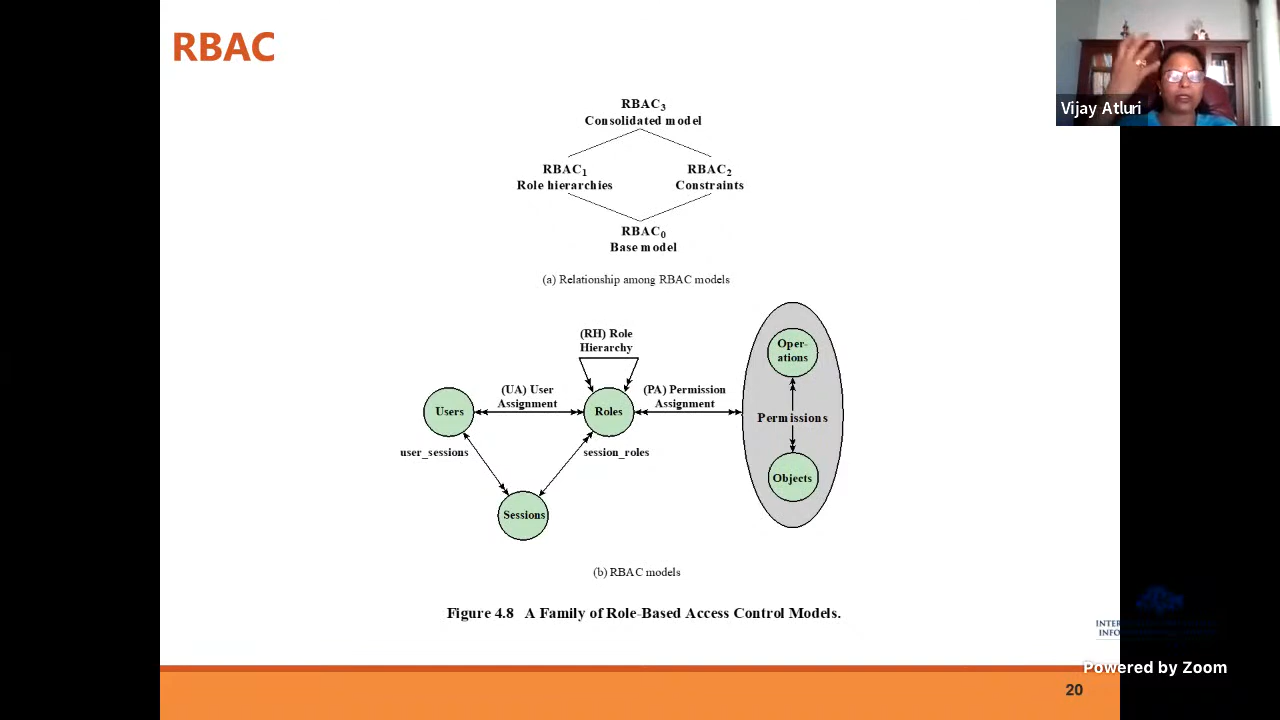 RBAC
Vijay Atluri
RBAC3
Consolidated model
RBAC1
Role hierarchies
RBAC2
Constraints
RBAC0
Base model
(a) Relationship among RBAC models
(RH) Role
Hierarchy
Oper-
ations
(UA) User
Assignment
(PA) Permission
Assignment
Users
Roles
Permissions
user_sessions
session_roles
Objects
Sessions
(b) RBAC models
Figure 4.8 A Family of Role-Based Access Control Models.
Powered by Zoom
20